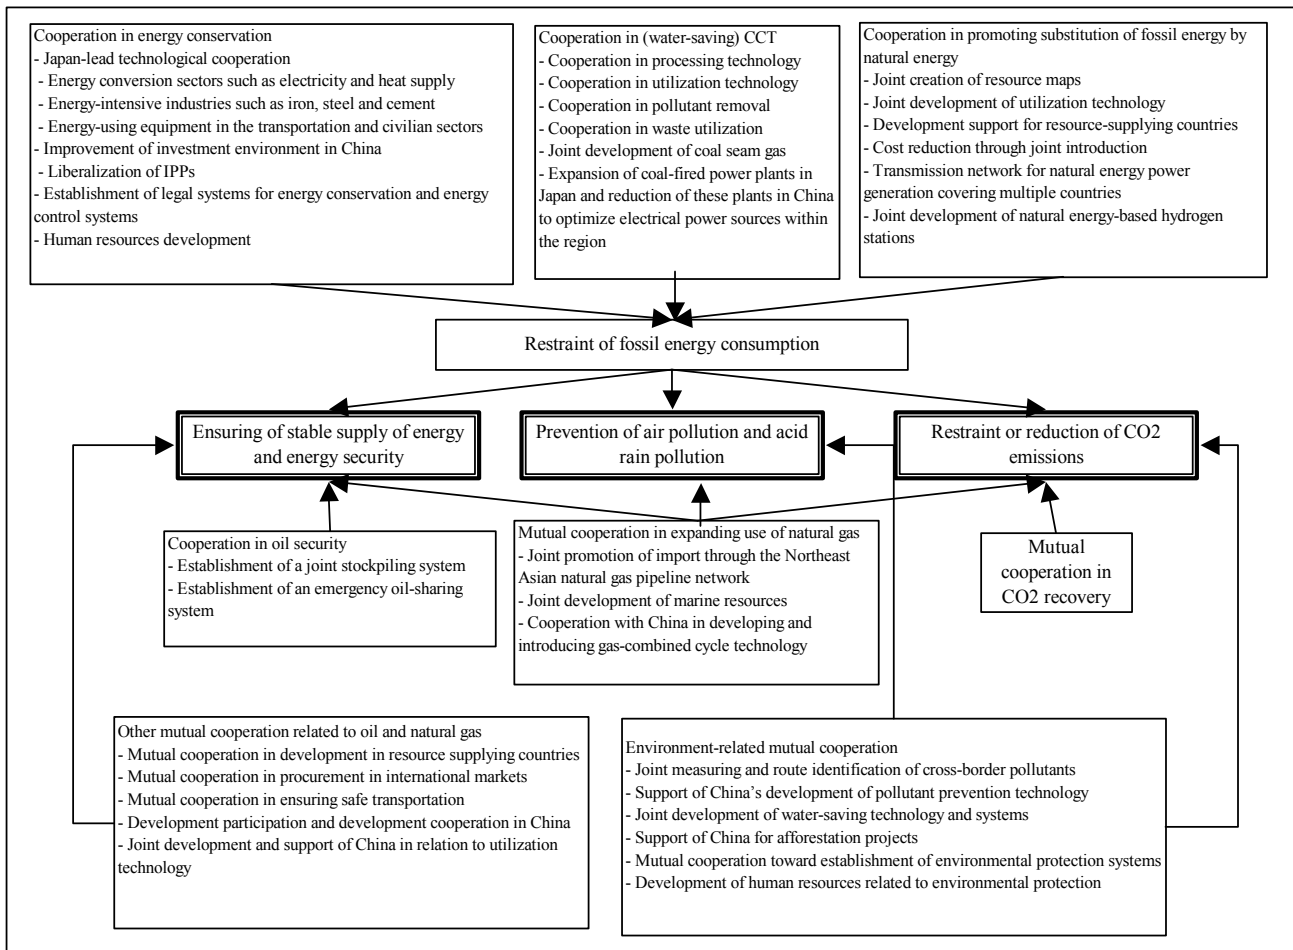 Cooperation in energy conservation
- Japan-lead technological cooperation
- Energy conversion sectors such as electricity and heat supply
- Energy-intensive industries such as iron, steel and cement
- Energy-using equipment in the transportation and civilian sectors
- Improvement of investment environment in China
- Liberalization of IPPs
- Establishment of legal systems for energy conservation and energy
control systems
- Human resources development
Cooperation in (water-saving) CCT
- Cooperation in processing technology
- Cooperation in utilization technology
- Cooperation in pollutant removal
- Cooperation in waste utilization
- Joint development of coal seam gas
- Expansion of coal-fired power plants in
Japan and reduction of these plants in China
to optimize electrical power sources within
the region
Cooperation in promoting substitution of fossil energy by
natural energy
- Joint creation of resource maps
- Joint development of utilization technology
- Development support for resource-supplying countries
- Cost reduction through joint introduction
- Transmission network for natural energy power
generation covering multiple countries
- Joint development of natural energy-based hydrogen
stations
Restraint of fossil energy consumption
Ensuring of stable supply of energy
and energy security
Prevention of air pollution and acid
rain pollution
Restraint or reduction of CO2
emissions
Cooperation in oil security
- Establishment of a joint stockpiling system
- Establishment of an emergency oil-sharing
system
Mutual cooperation in expanding use of natural gas
- Joint promotion of import through the Northeast
Asian natural gas pipeline network
- Joint development of marine resources
- Cooperation with China in developing and
introducing gas-combined cycle technology
Mutual
cooperation in
CO2 recovery
Other mutual cooperation related to oil and natural gas
- Mutual cooperation in development in resource supplying countries
- Mutual cooperation in procurement in international markets
- Mutual cooperation in ensuring safe transportation
- Development participation and development cooperation in China
- Joint development and support of China in relation to utilization
technology
Environment-related mutual cooperation
- Joint measuring and route identification of cross-border pollutants
- Support of China's development of pollutant prevention technology
- Joint development of water-saving technology and systems
- Support of China for afforestation projects
- Mutual cooperation toward establishment of environmental protection systems
- Development of human resources related to environmental protection